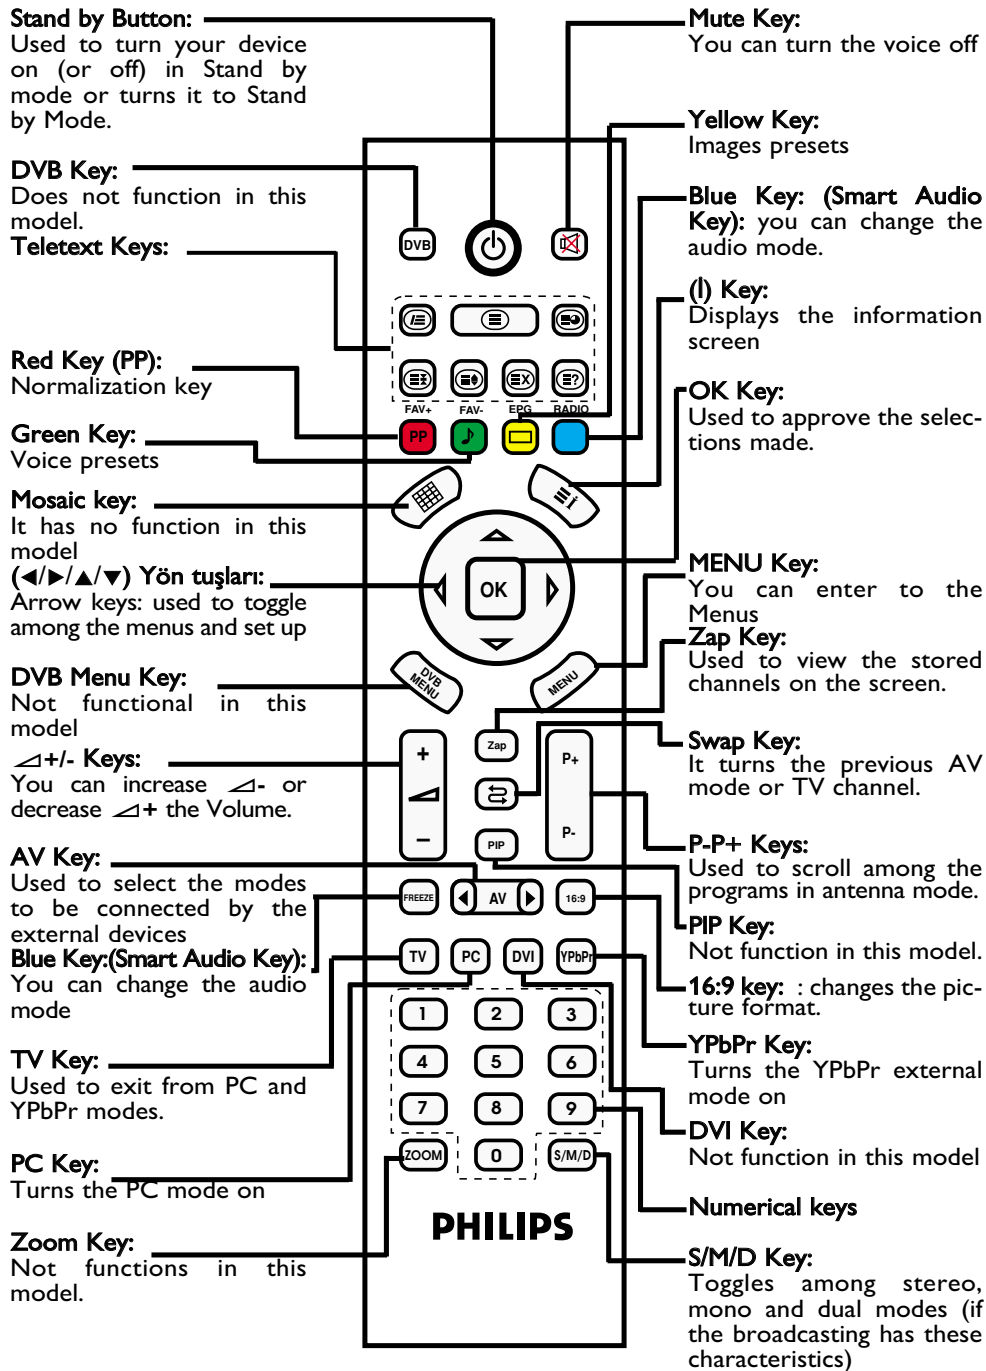 Stand by Button:
Used to turn your device
on (or off) in Stand by
mode or turns it to Stand
by Mode.
DVB Key:
Does not function in this
model.
Teletext Keys:
Red Key (PP):
Normalization key
Green Key:
Voice presets
Mosaic key:
It has no function in this
model
(◄/►/▲/▼) Yön tuşları:
Arrow keys: used to toggle
among the menus and set up
DVB Menu Key:
Not functional in this
model
⊿+/- Keys:
You can increase ⊿- or
decrease ⊿+ the Volume.
AV Key:
Used to select the modes
to be connected by the
external devices
Blue Key:(Smart Audio Key):
You can change the audio
mode
TV Key:
Used to exit from PC and
YPbPr modes.
PC Key:
Turns the PC mode on
Zoom Key:
Not functions in this
model.
DVB
FAV+ FAV- EPG RADIO
PP
i
OK
DVB
MENU
MENU
+
Zap
P+
–
PIP
P-
FREEZE AV 16:9
TV PC DVI YPbPr
1 2 3
4 5 6
7 8 9
ZOOM 0 S/M/D
PHILIPS
Mute Key:
You can turn the voice off
Yellow Key:
Images presets
Blue Key: (Smart Audio
Key): you can change the
audio mode.
(İ) Key:
Displays the information
screen
OK Key:
Used to approve the selec-
tions made.
MENU Key:
You can enter to the
Menus
Zap Key:
Used to view the stored
channels on the screen.
Swap Key:
It turns the previous AV
mode or TV channel.
P-P+ Keys:
Used to scroll among the
programs in antenna mode.
PIP Key:
Not function in this model.
16:9 key: : changes the pic-
ture format.
YPbPr Key:
Turns the YPbPr external
mode on
DVI Key:
Not function in this model
Numerical keys
S/M/D Key:
Toggles among stereo,
mono and dual modes (if
the broadcasting has these
characteristics)